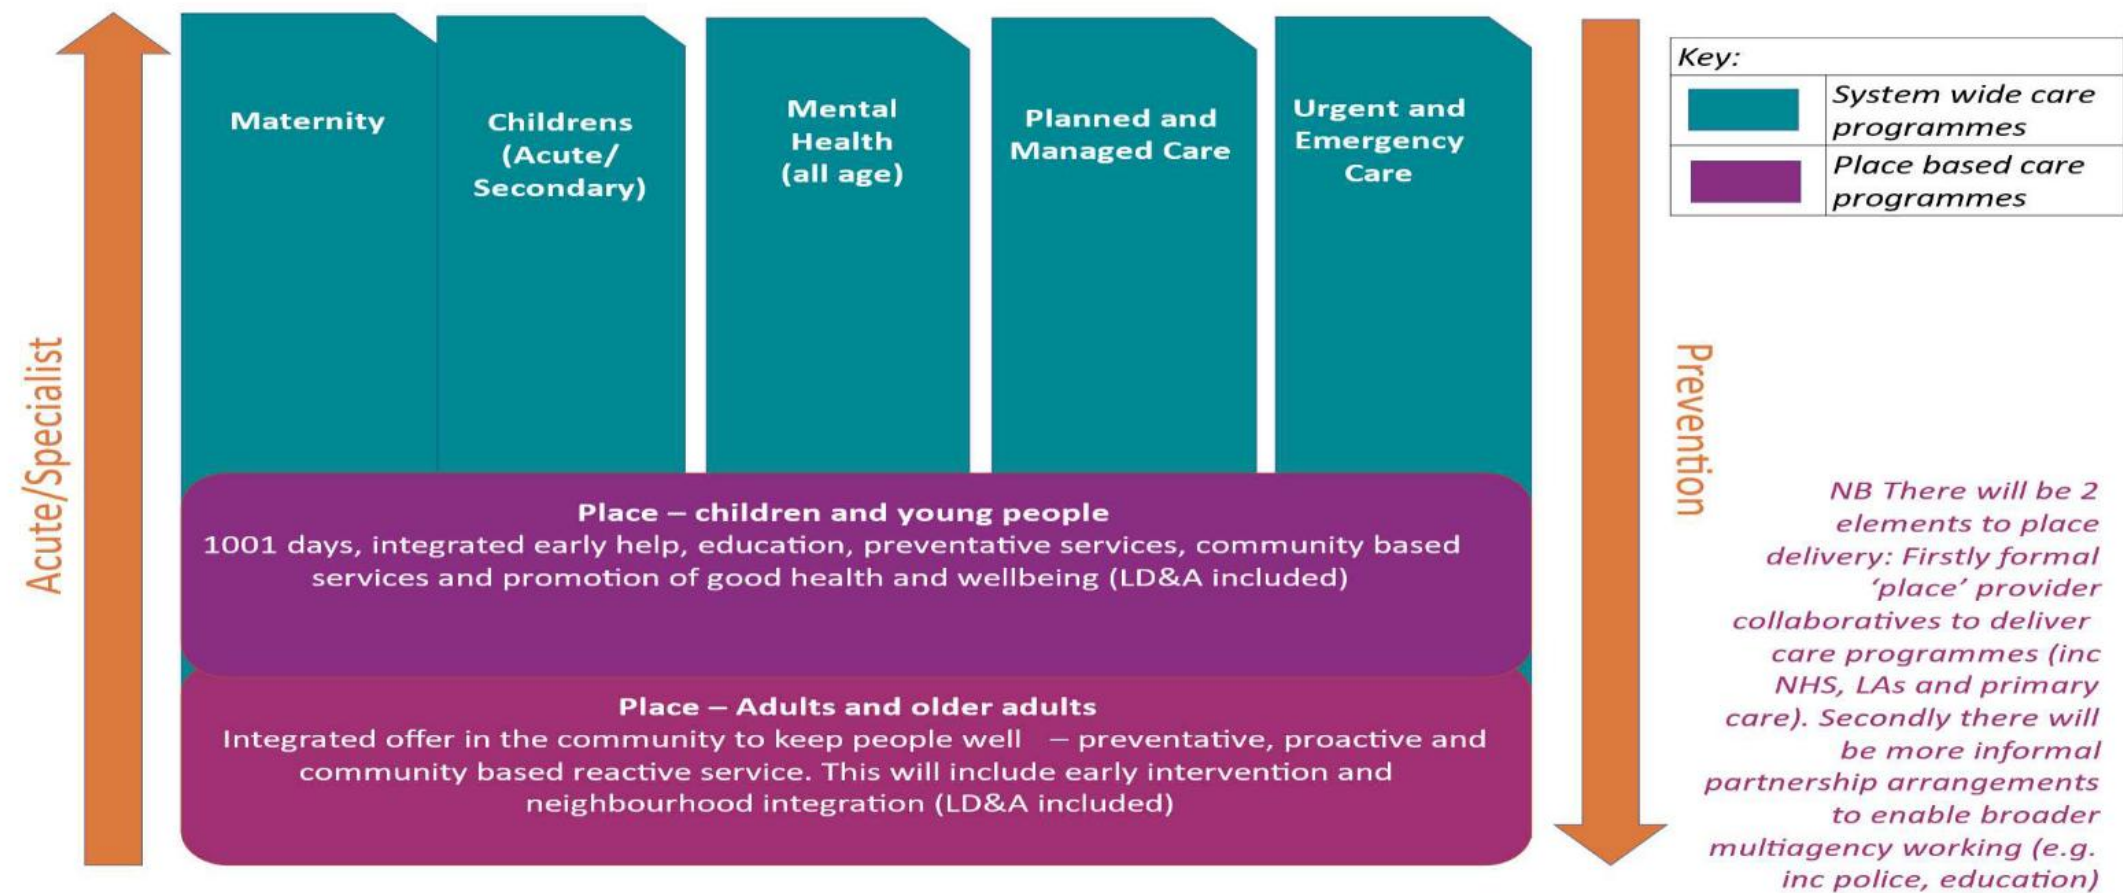 Acute/Specialist
Maternity
Childrens
(Acute/
Secondary)
Mental
Health
(all age)
Planned and
Managed Care
Urgent and
Emergency
Care
Place – children and young people
1001 days, integrated early help, education, preventative services, community based
services and promotion of good health and wellbeing (LD&A included)
Place – Adults and older adults
Integrated offer in the community to keep people well – preventative, proactive and
community based reactive service. This will include early intervention and
neighbourhood integration (LD&A included)
Prevention
Key:
System wide care
programmes
Place based care
programmes
NB There will be 2
elements to place
delivery: Firstly formal
‘place’ provider
collaboratives to deliver
care programmes (inc
NHS, LAs and primary
care). Secondly there will
be more informal
partnership arrangements
to enable broader
multiagency working (e.g.
inc police, education)